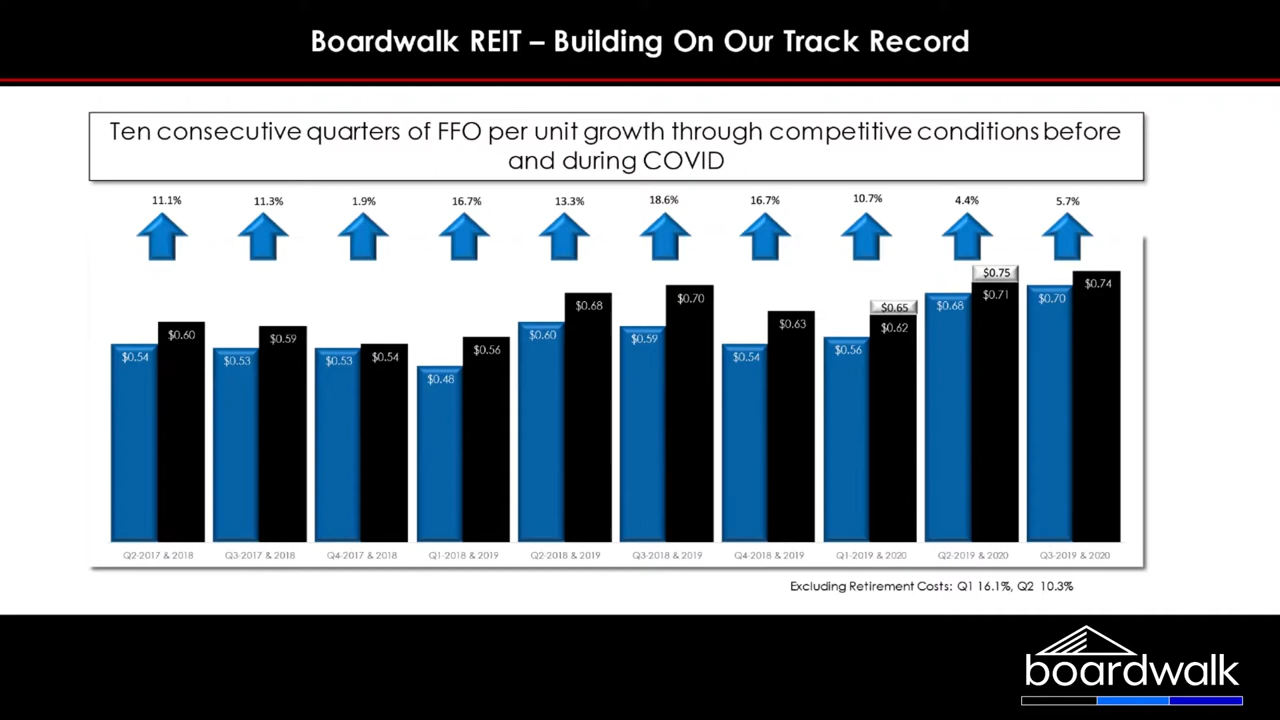 Boardwalk REIT – Building On Our Track Record
Ten consecutive quarters of FFO per unit growth through competitive conditions before
and during COVID
11.1% 11.3% 1.9% 16.7% 13.3% 18.6% 16.7% 10.7% 4.4% 5.7%
$0.54 $0.60 $0.53 $0.59 $0.53 $0.54 $0.48 $0.56 $0.60 $0.68 $0.59 $0.70 $0.54 $0.63 $0.56 $0.65 $0.62 $0.68 $0.75 $0.71 $0.70 $0.74
Q2-2017 & 2018 Q3-2017 & 2018 Q4-2017 & 2018 Q1-2018 & 2019 Q2-2018 & 2019 Q3-2018 & 2019 Q4-2018 & 2019 Q1-2019 & 2020 Q2-2019 & 2020 Q3-2019 & 2020
Excluding Retirement Costs: Q1 16.1%, Q2 10.3%
boardwalk